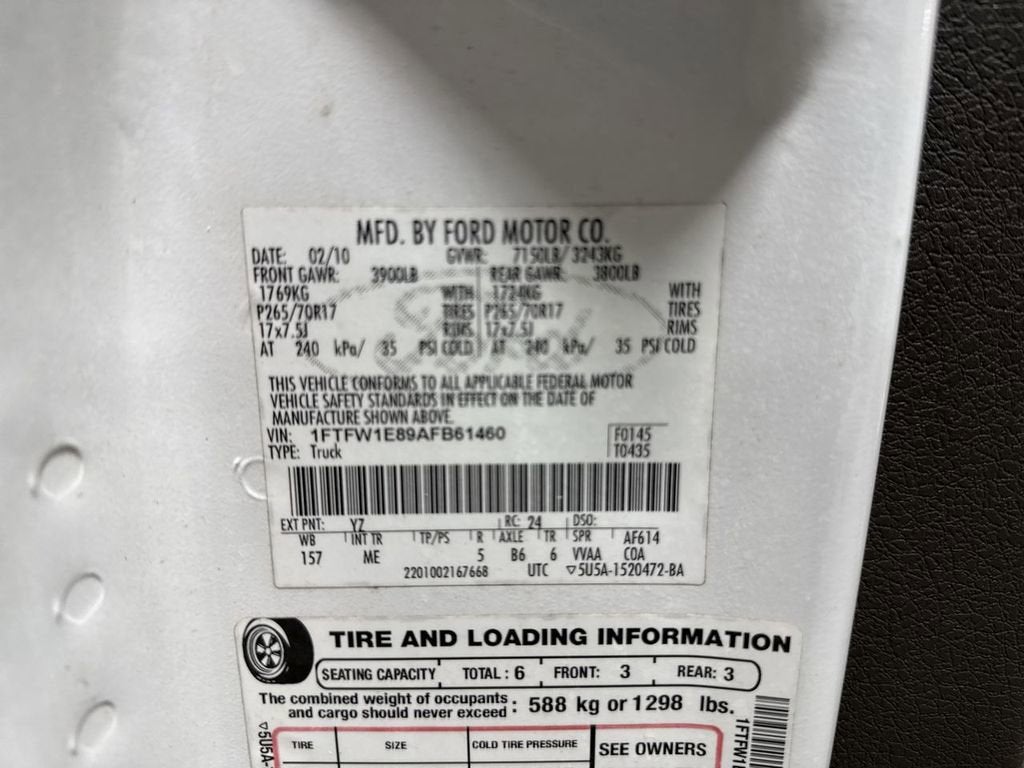 MFD. BY FORD MOTOR CO.
DATE: 02/10 GVWR: 7150LB/ 3243KG
FRONT GAWR: 3900LB REAR GAWR: 3800LB
1769KG WITH 1724KG WITH
P265/70R17 TIRES P265/70R17 TIRES
17x7.5J RIMS 17x7.5J RIMS
AT 240 kPa/ 35 PSI COLD AT 240 kPa/ 35 PSI COLD
THIS VEHICLE CONFORMS TO ALL APPLICABLE FEDERAL MOTOR
VEHICLE SAFETY STANDARDS IN EFFECT ON THE DATE OF
MANUFACTURE SHOWN ABOVE.
VIN: 1FTFW1E89AFB61460 F0145
TYPE: Truck T0435
EXT PNT: YZ RC: 24 DSO:
WB INT TR TP/PS R AXLE TR SPR AF614
157 ME 5 B6 6 VVAA COA
2201002167668 UTC ▽5U5A-1520472-BA
TIRE AND LOADING INFORMATION
SEATING CAPACITY TOTAL : 6 FRONT: 3 REAR: 3
The combined weight of occupants
and cargo should never exceed : 588 kg or 1298 lbs.
TIRE SIZE COLD TIRE PRESSURE SEE OWNERS
▽5U5A-
1FTFW1